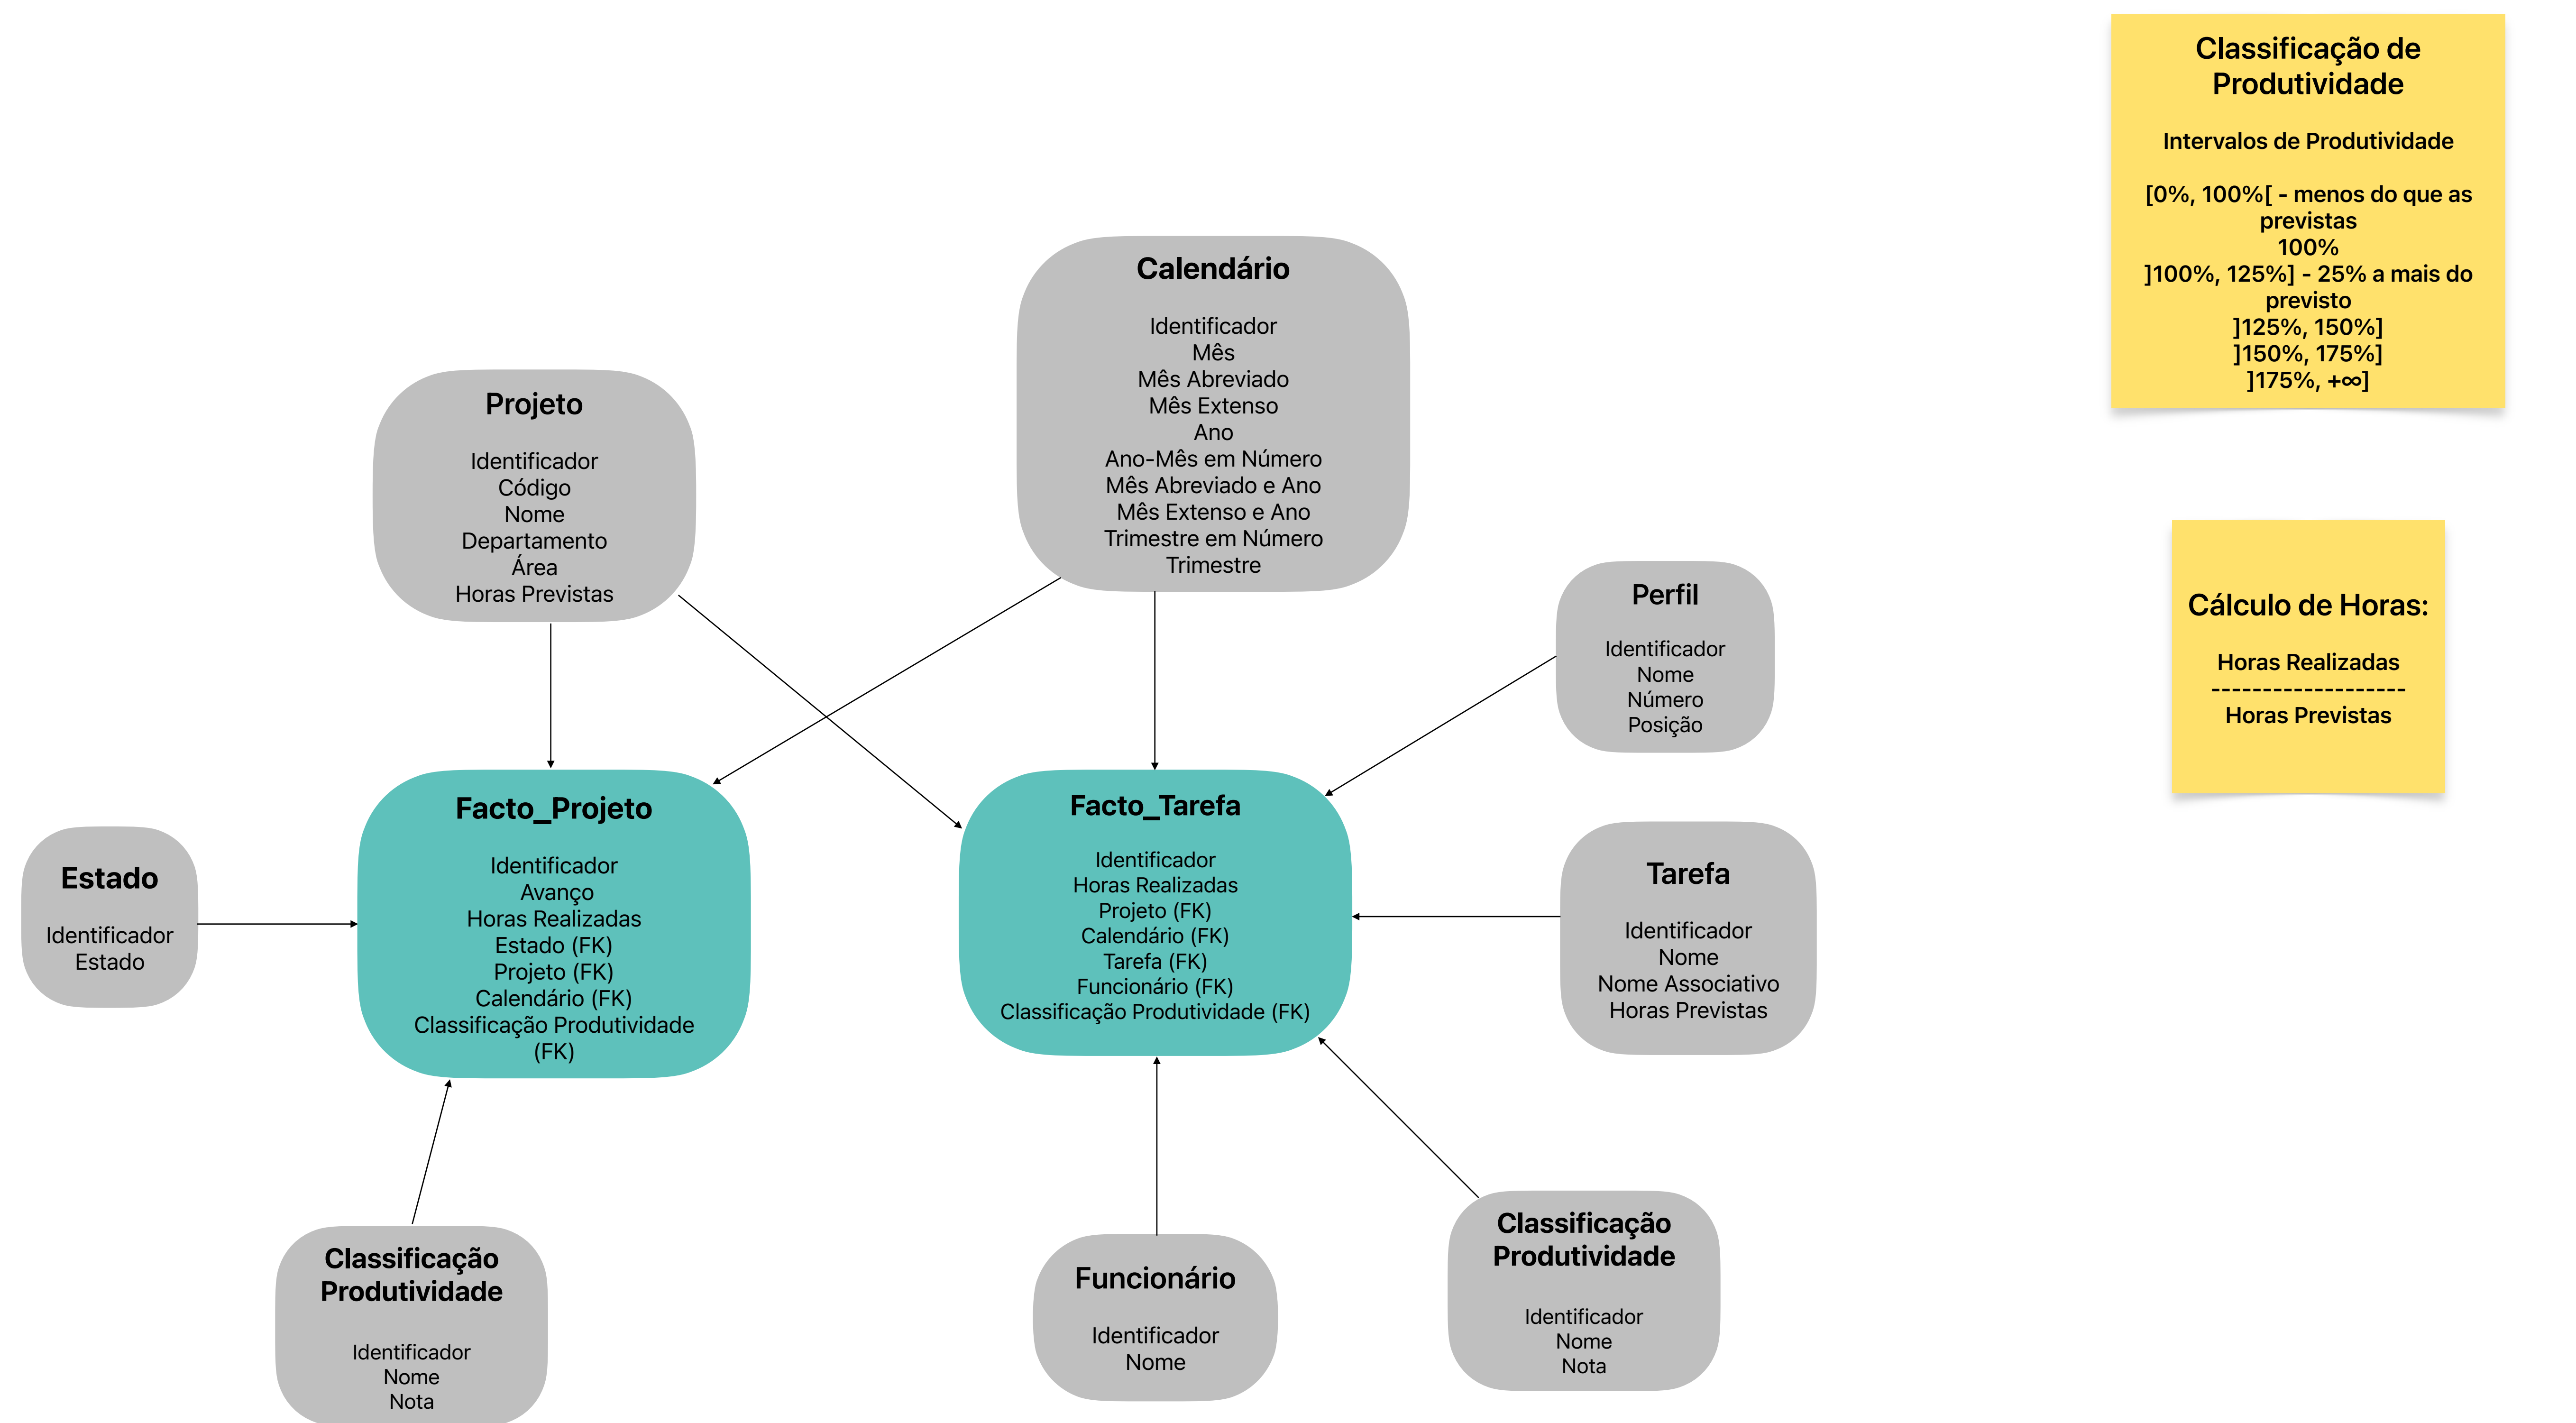 Classificação de
Produtividade
Intervalos de Produtividade
[0%, 100%[ - menos do que as
previstas
100%
]100%, 125%] - 25% a mais do
previsto
]125%, 150%]
]150%, 175%]
]175%, +∞]
Calendário
Identificador
Mês
Mês Abreviado
Mês Extenso
Ano
Ano-Mês em Número
Mês Abreviado e Ano
Mês Extenso e Ano
Trimestre em Número
Trimestre
Projeto
Identificador
Código
Nome
Departamento
Área
Horas Previstas
Perfil
Identificador
Nome
Número
Posição
Cálculo de Horas:
Horas Realizadas
-------------------
Horas Previstas
Facto_Projeto
Identificador
Avanço
Horas Realizadas
Estado (FK)
Projeto (FK)
Calendário (FK)
Classificação Produtividade
(FK)
Facto_Tarefa
Identificador
Horas Realizadas
Projeto (FK)
Calendário (FK)
Tarefa (FK)
Funcionário (FK)
Classificação Produtividade (FK)
Estado
Identificador
Estado
Tarefa
Identificador
Nome
Nome Associativo
Horas Previstas
Classificação
Produtividade
Identificador
Nome
Nota
Funcionário
Identificador
Nome
Classificação
Produtividade
Identificador
Nome
Nota